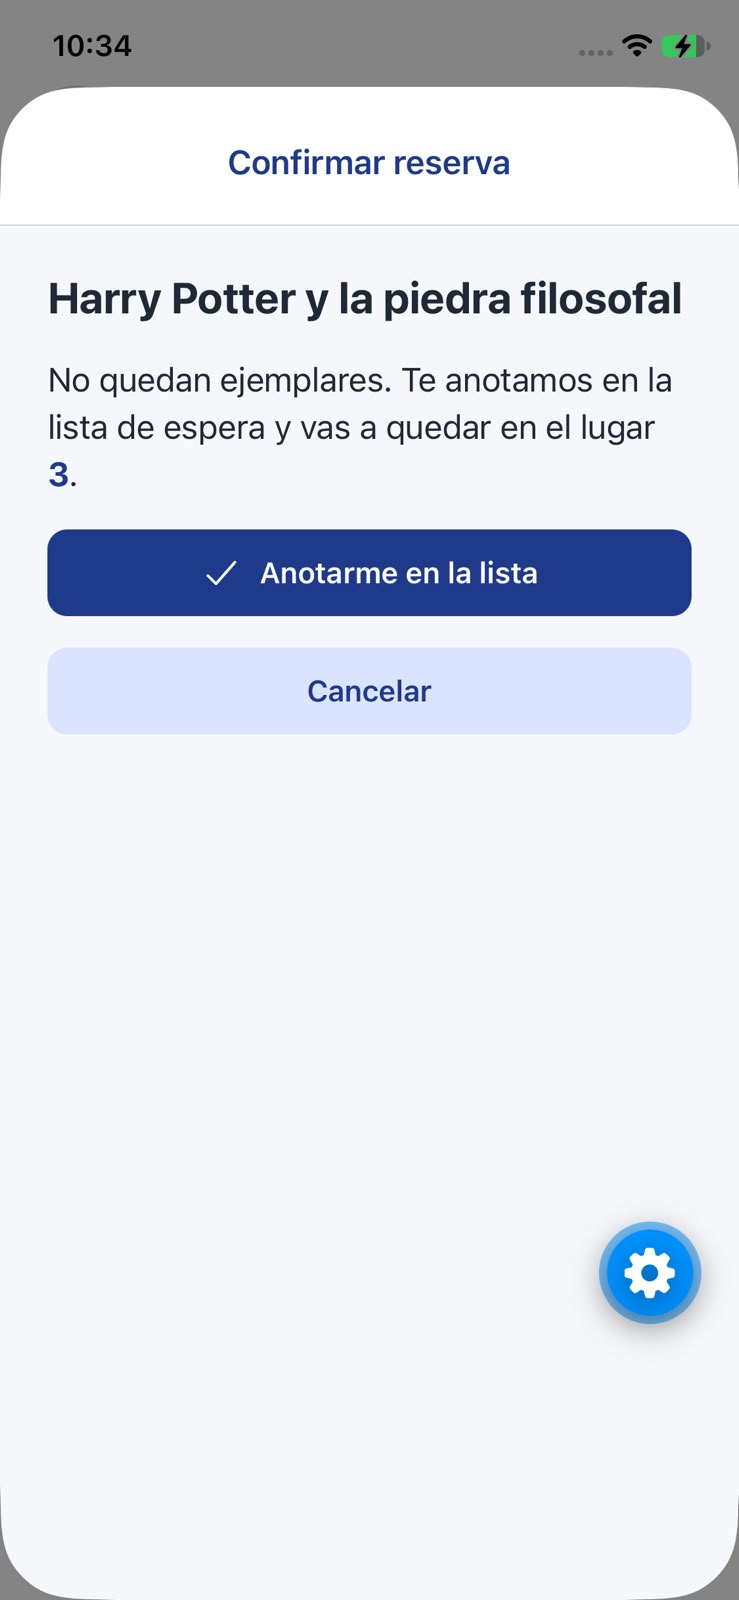 10:34
Confirmar reserva
Harry Potter y la piedra filosofal
No quedan ejemplares. Te anotamos en la
lista de espera y vas a quedar en el lugar
3.
Anotarme en la lista
Cancelar